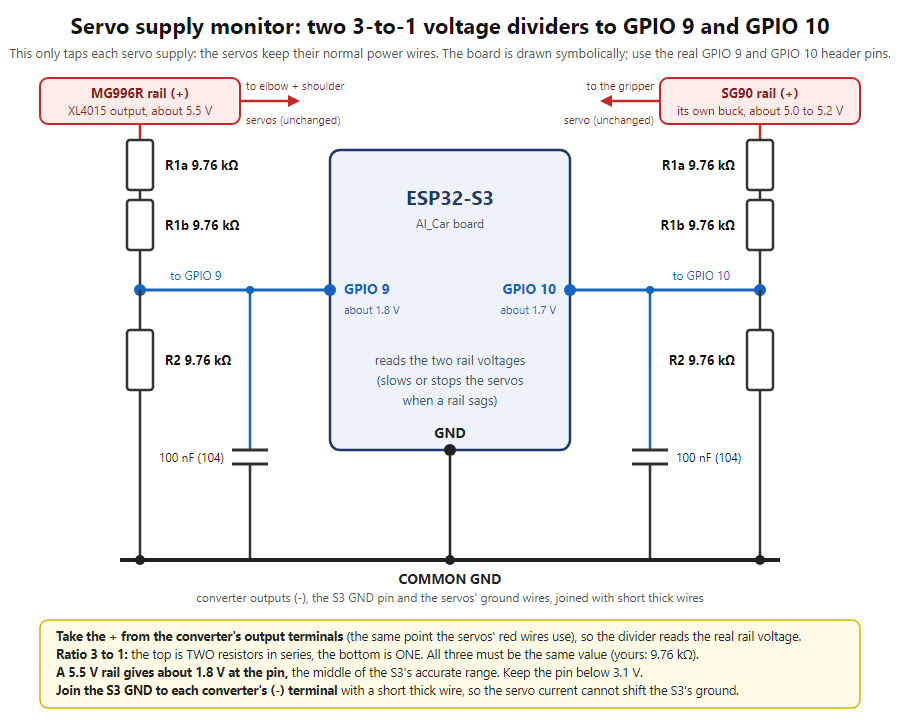 Servo supply monitor: two 3-to-1 voltage dividers to GPIO 9 and GPIO 10
This only taps each servo supply: the servos keep their normal power wires. The board is drawn symbolically; use the real GPIO 9 and GPIO 10 header pins.
MG996R rail (+)
XL4015 output, about 5.5 V
to elbow + shoulder
servos (unchanged)
to the gripper
servo (unchanged)
SG90 rail (+)
its own buck, about 5.0 to 5.2 V
R1a 9.76 kΩ
R1a 9.76 kΩ
R1b 9.76 kΩ
R1b 9.76 kΩ
ESP32-S3
AI_Car board
to GPIO 9
to GPIO 10
GPIO 9
about 1.8 V
GPIO 10
about 1.7 V
R2 9.76 kΩ
R2 9.76 kΩ
reads the two rail voltages
(slows or stops the servos
when a rail sags)
GND
100 nF (104)
100 nF (104)
COMMON GND
converter outputs (-), the S3 GND pin and the servos' ground wires, joined with short thick wires
Take the + from the converter's output terminals (the same point the servos' red wires use), so the divider reads the real rail voltage.
Ratio 3 to 1: the top is TWO resistors in series, the bottom is ONE. All three must be the same value (yours: 9.76 kΩ).
A 5.5 V rail gives about 1.8 V at the pin, the middle of the S3's accurate range. Keep the pin below 3.1 V.
Join the S3 GND to each converter's (-) terminal with a short thick wire, so the servo current cannot shift the S3's ground.